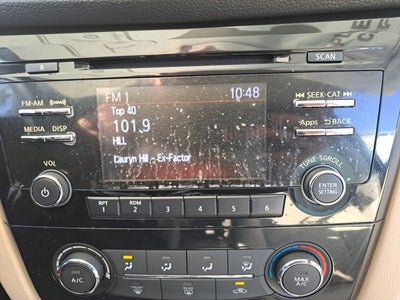 SCAN
FM-AM
MEDIA DISP
FM 1 10:48
Top 40
101.9
HILL
Lauryn Hill - Ex-Factor
SEEK·CAT
Apps BACK
VOL
TUNE·SCROLL
ENTER
SETTING
RPT RDM
1 2 3 4 5 6
A/C
MAX
A/C